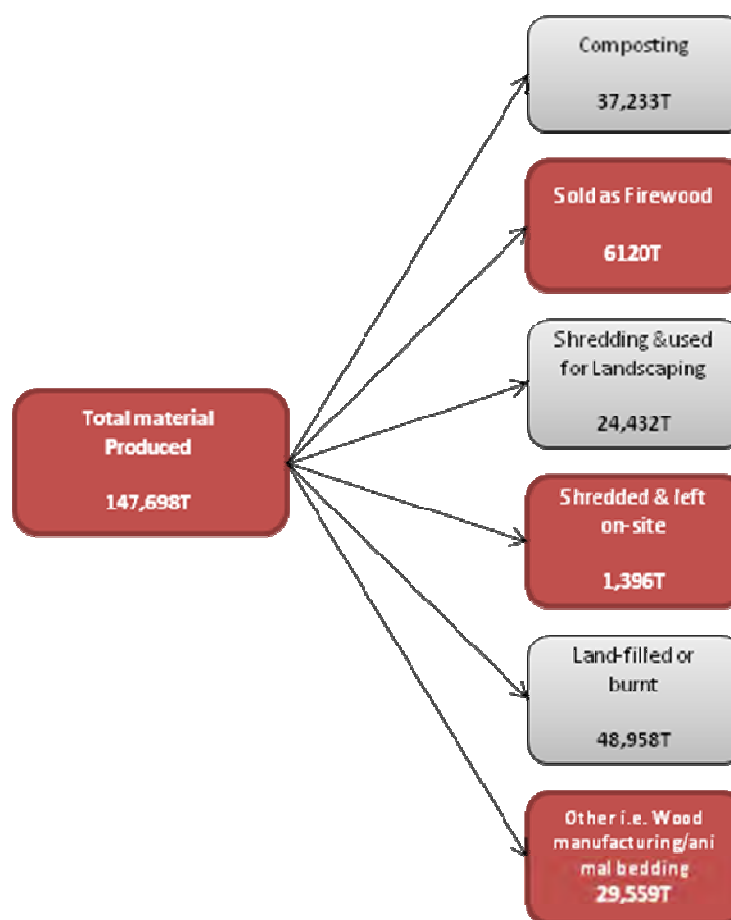 Composting
37,233T
Sold as Firewood
6120T
Shredding & used
for Landscaping
24,432T
Total material
Produced
147,698T
Shredded & left
on-site
1,396T
Land-filled or
burnt
48,958T
Other i.e. Wood
manufacturing/ani
mal bedding
29,559T